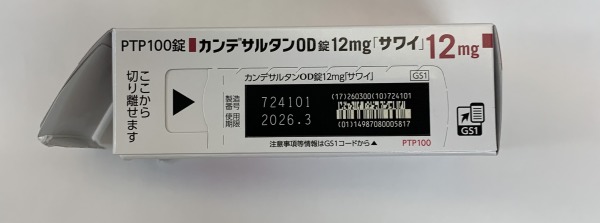 PTP100錠 カンデサルタンOD錠12mg「サワイ」 12mg
ここから
切り離せます
カンデサルタンOD錠12mg「サワイ」 GS1
製造番号 724101
使用期限 2026.3
(17)260300(10)724101
(01)14987080005817
注意事項等情報はGS1コードから▲ PTP100
GS1